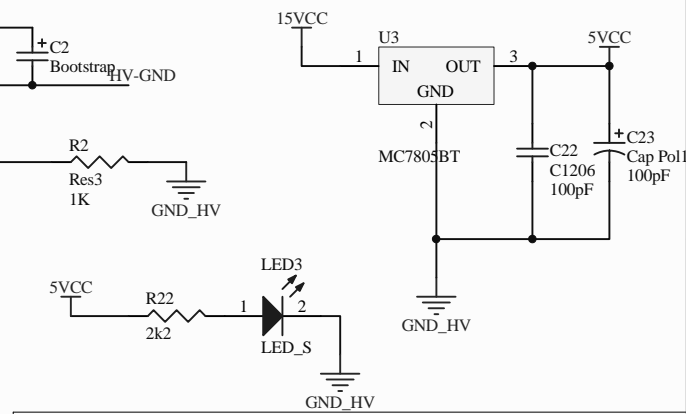 C2
Bootstrap
HV-GND
R2
Res3
1K
GND_HV
15VCC
U3
1
IN
OUT
3
GND
2
MC7805BT
5VCC
C22
C1206
100pF
C23
Cap Pol1
100pF
GND_HV
5VCC
R22
2k2
LED3
1
2
LED_S
GND_HV